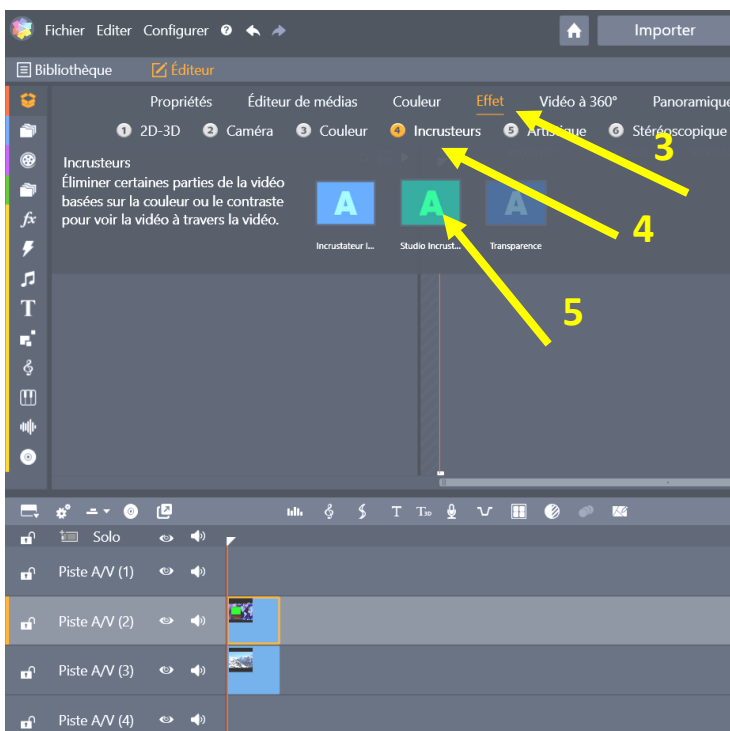 Fichier Editer Configurer ?
Importer
Bibliothèque Éditeur
Propriétés Éditeur de médias Couleur Effet Vidéo à 360° Panoramique
1 2D-3D 2 Caméra 3 Couleur 4 Incrusteurs 5 Artistique 6 Stéréoscopique
3
Incrusteurs
Éliminer certaines parties de la vidéo
basées sur la couleur ou le contraste
pour voir la vidéo à travers la vidéo.
fx
T
A A A
Incrustateur l... Studio Incrust... Transparence
4
5
T T3D
Solo
Piste A/V (1)
Piste A/V (2)
Piste A/V (3)
Piste A/V (4)